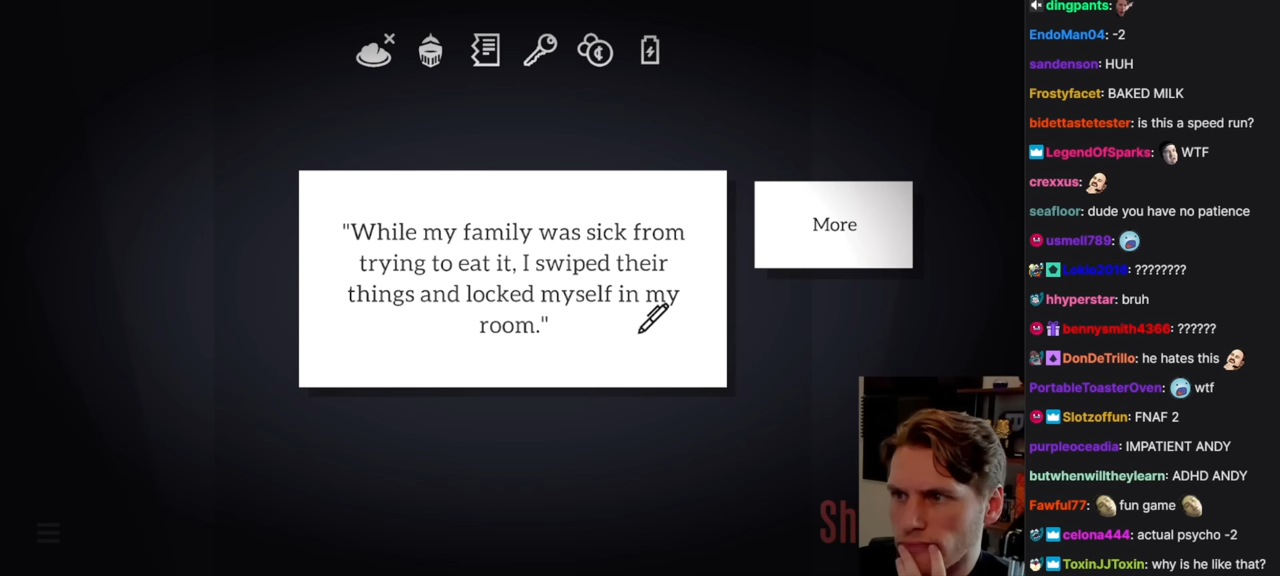 "While my family was sick from
trying to eat it, I swiped their
things and locked myself in my
room."
More
Sh
dingpants:
EndoMan04: -2
sandenson: HUH
Frostyfacet: BAKED MILK
bidettastetester: is this a speed run?
LegendOfSparks: WTF
crexxus:
seafloor: dude you have no patience
usmell789:
Lokio2016: ????????
hhyperstar: bruh
bennysmith4366: ??????
DonDeTrillo: he hates this
PortableToasterOven: wtf
Slotzoffun: FNAF 2
purpleoceadia: IMPATIENT ANDY
butwhenwilltheylearn: ADHD ANDY
Fawful77: fun game
celona444: actual psycho -2
ToxinJJToxin: why is he like that?